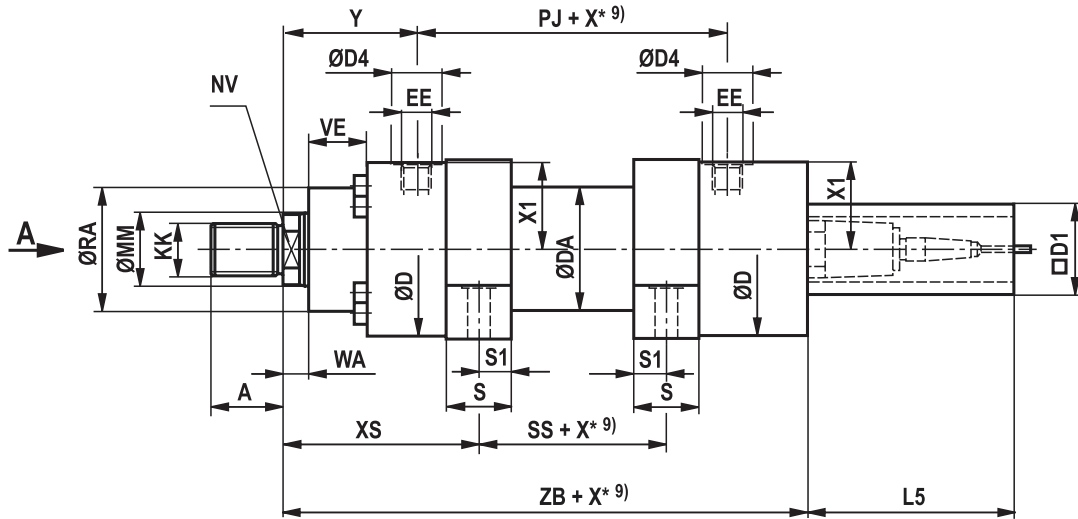 Y
PJ + X* 9)
ØD4
ØD4
NV
EE
EE
VE
A
ØRA
ØMM
KK
X1
ØDA
X1
□D1
ØD
ØD
WA
S1
S1
A
S
S
XS
SS + X* 9)
ZB + X* 9)
L5